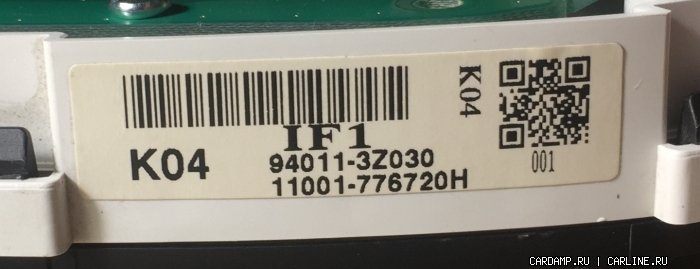 IF1
K04
94011-3Z030
11001-776720H
K04
001
CARDAMP.RU | CARLINE.RU